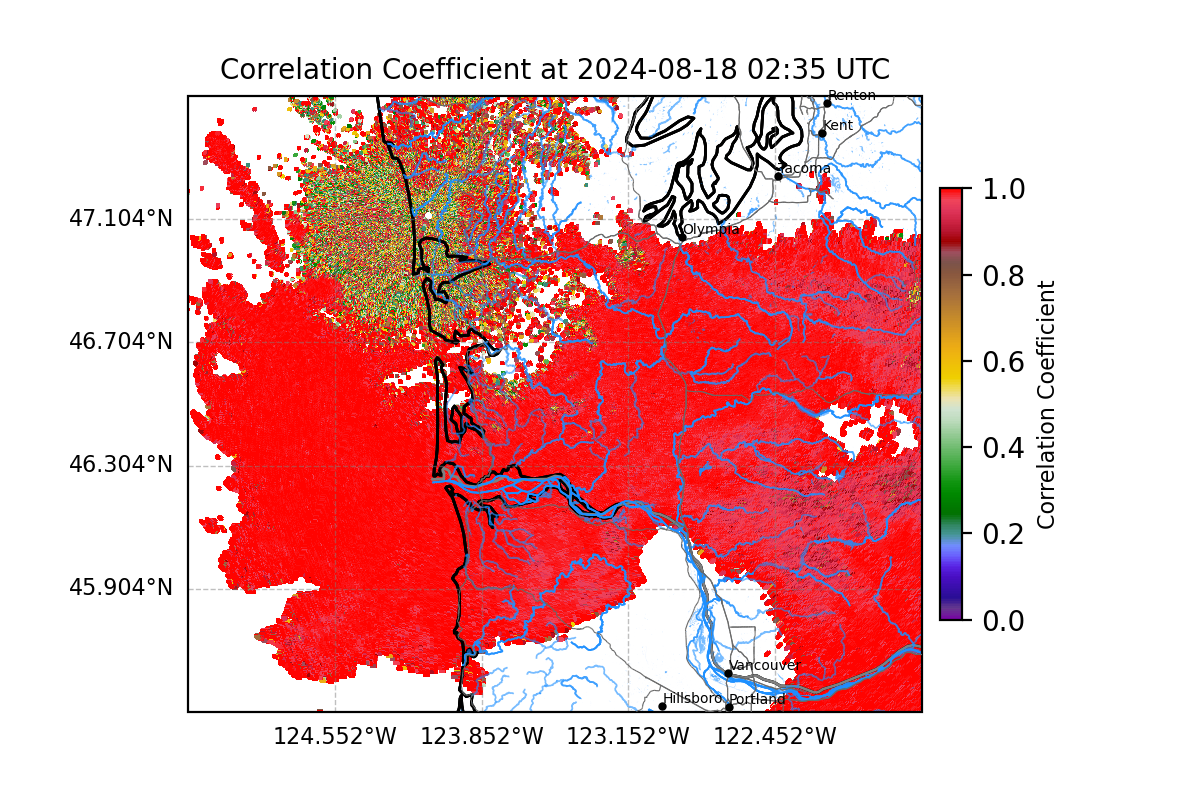 Correlation Coefficient at 2024-08-18 02:35 UTC
Renton
Kent
Tacoma
Olympia
Vancouver
Hillsboro
Portland
47.104°N
46.704°N
46.304°N
45.904°N
124.552°W
123.852°W
123.152°W
122.452°W
1.0
0.8
0.6
0.4
0.2
0.0
Correlation Coefficient